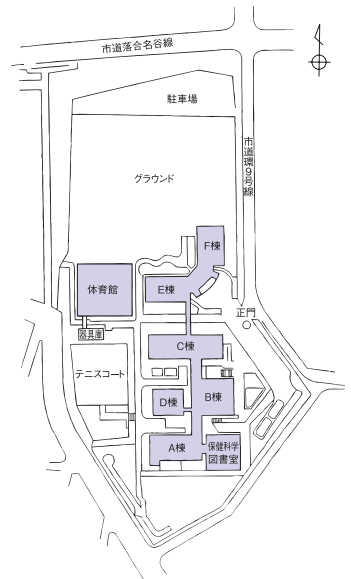 市道落合名谷線
駐車場
市道環9号線
グラウンド
F棟
体育館
E棟
正門
器具庫
C棟
テニスコート
D棟
B棟
A棟
保健科学
図書室